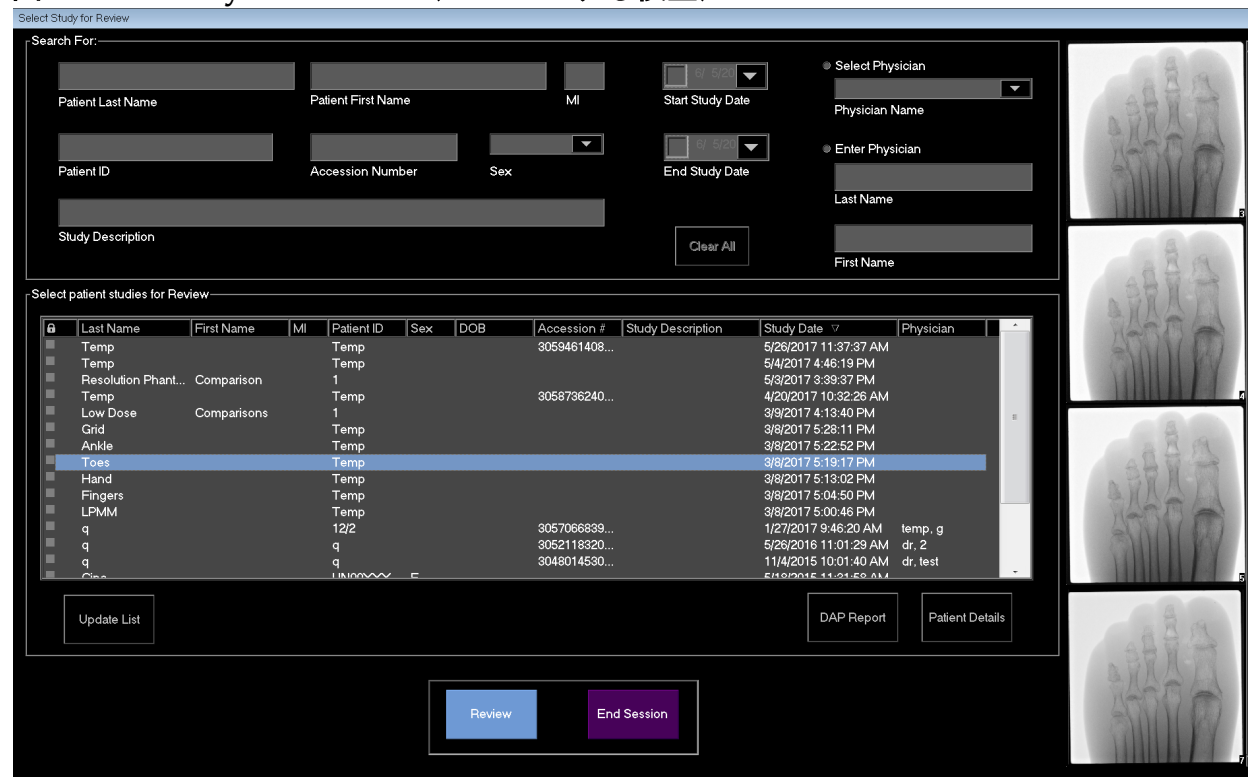 Select Study for Review
Search For:
Patient Last Name
Patient First Name
MI
6/ 5/20
Start Study Date
Select Physician
Physician Name
Patient ID
Accession Number
Sex
6/ 5/20
End Study Date
Enter Physician
Last Name
Study Description
Clear All
First Name
Select patient studies for Review
Last Name First Name MI Patient ID Sex DOB Accession # Study Description Study Date Physician
Temp Temp 3059461408... 5/26/2017 11:37:37 AM
Temp Temp 5/4/2017 4:46:19 PM
Resolution Phant... Comparison 1 5/3/2017 3:39:37 PM
Temp Temp 3058736240... 4/20/2017 10:32:26 AM
Low Dose Comparisons 1 3/9/2017 4:13:40 PM
Grid Temp 3/8/2017 5:28:11 PM
Ankle Temp 3/8/2017 5:22:52 PM
Toes Temp 3/8/2017 5:19:17 PM
Hand Temp 3/8/2017 5:13:02 PM
Fingers Temp 3/8/2017 5:04:50 PM
LPMM Temp 3/8/2017 5:00:46 PM
q 12/2 3057066839... 1/27/2017 9:46:20 AM temp, g
q q 3052118320... 5/26/2016 11:01:29 AM dr, 2
q q 3048014530... 11/4/2015 10:01:40 AM dr, test
Update List
DAP Report
Patient Details
Review
End Session
3
4
5
7